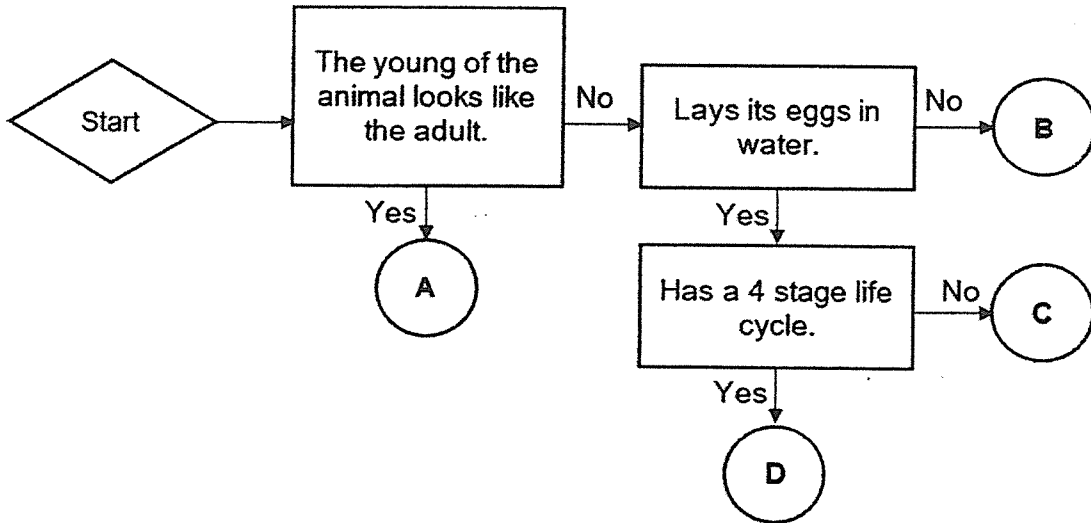 Start
The young of the
animal looks like
the adult.
No
Lays its eggs in
water.
No
B
Yes
A
Yes
Has a 4 stage life
cycle.
No
C
Yes
D